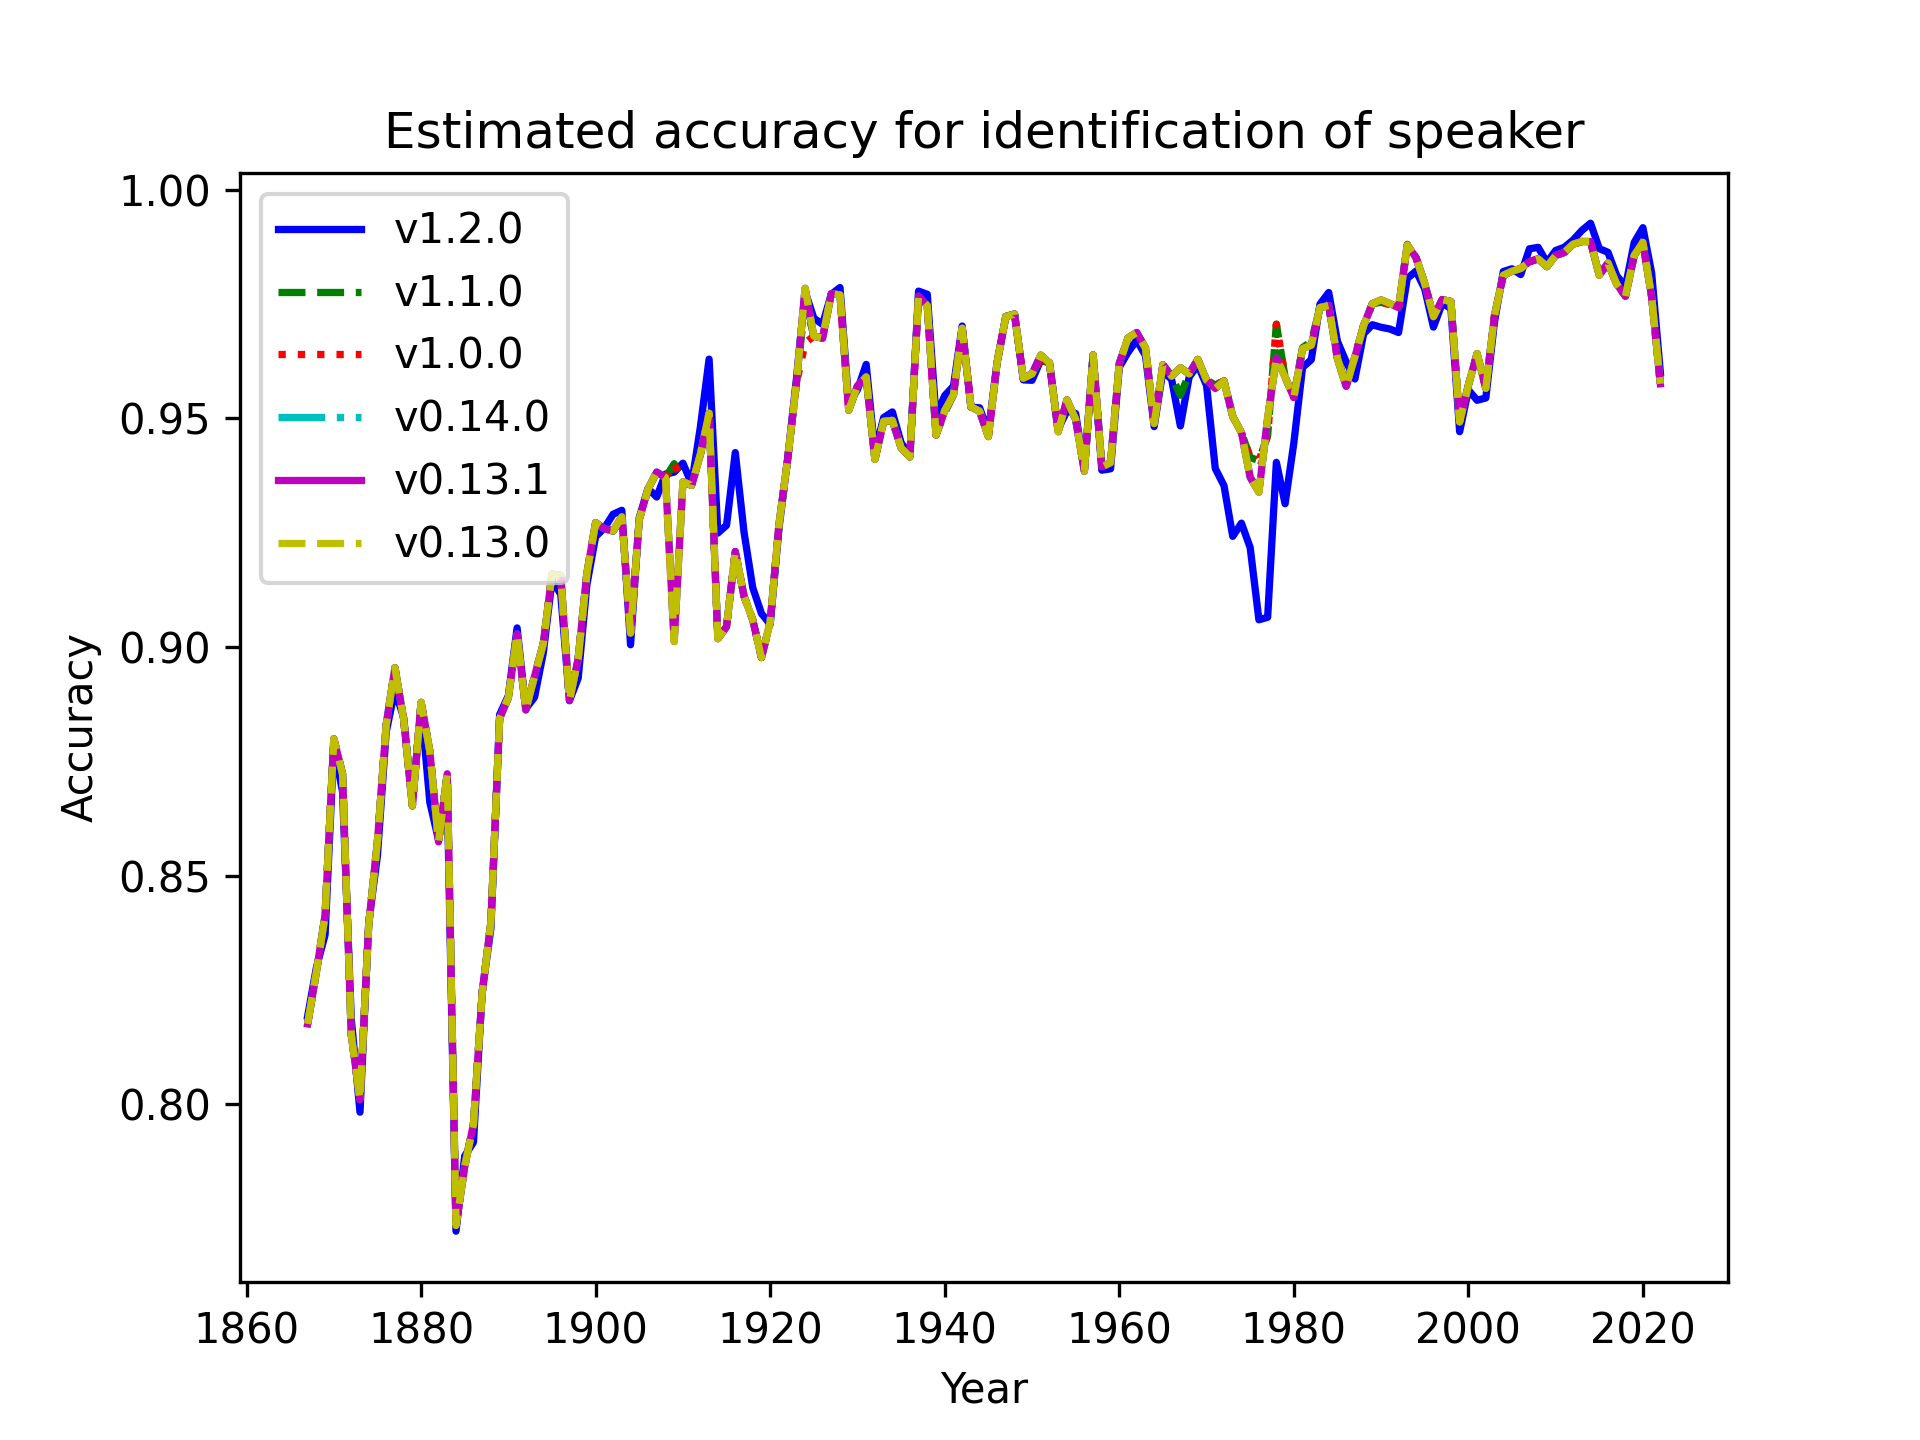 Estimated accuracy for identification of speaker
1.00
0.95
0.90
0.85
0.80
Accuracy
v1.2.0
v1.1.0
v1.0.0
v0.14.0
v0.13.1
v0.13.0
1860 1880 1900 1920 1940 1960 1980 2000 2020
Year